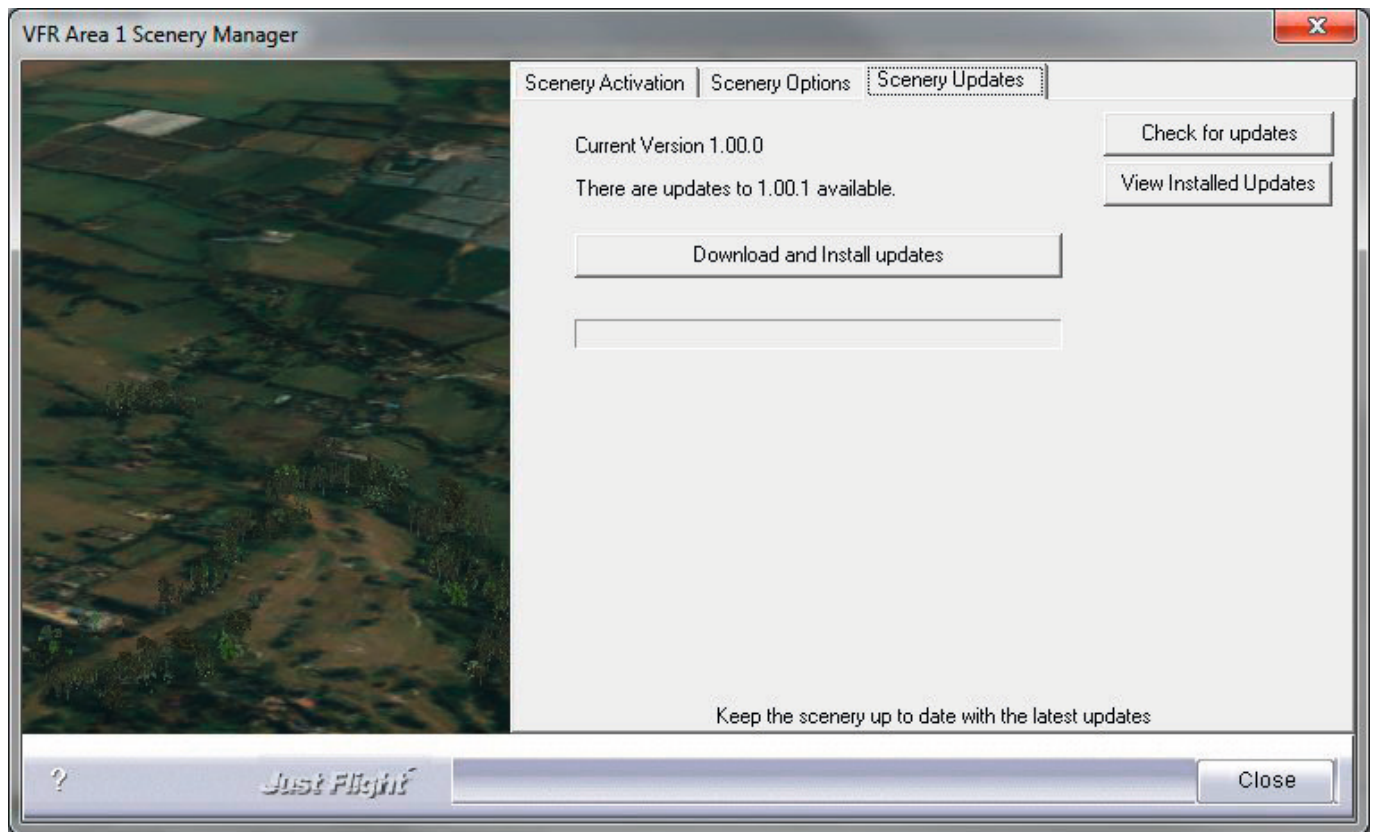 VFR Area 1 Scenery Manager
Scenery Activation
Scenery Options
Scenery Updates
Current Version 1.00.0
Check for updates
There are updates to 1.00.1 available.
View Installed Updates
Download and Install updates
Keep the scenery up to date with the latest updates
?
Just Flight
Close